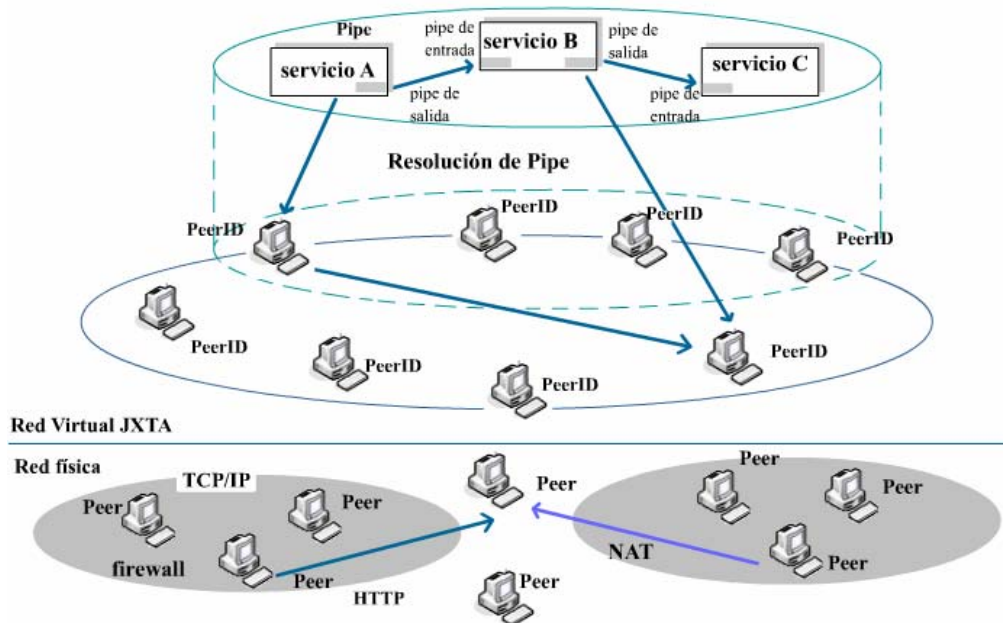 Pipe
pipe de
entrada
servicio B
pipe de
salida
servicio A
servicio C
pipe de
salida
pipe de
entrada
Resolución de Pipe
PeerID
PeerID
PeerID
PeerID
PeerID
PeerID
PeerID
PeerID
Red Virtual JXTA
Red física
TCP/IP
Peer
Peer
Peer
Peer
Peer
Peer
firewall
NAT
Peer
Peer
HTTP
Peer